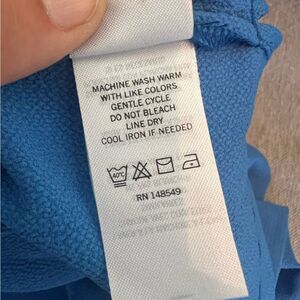 MACHINE WASH WARM
WITH LIKE COLORS
GENTLE CYCLE
DO NOT BLEACH
LINE DRY
COOL IRON IF NEEDED
40°C
RN 148549